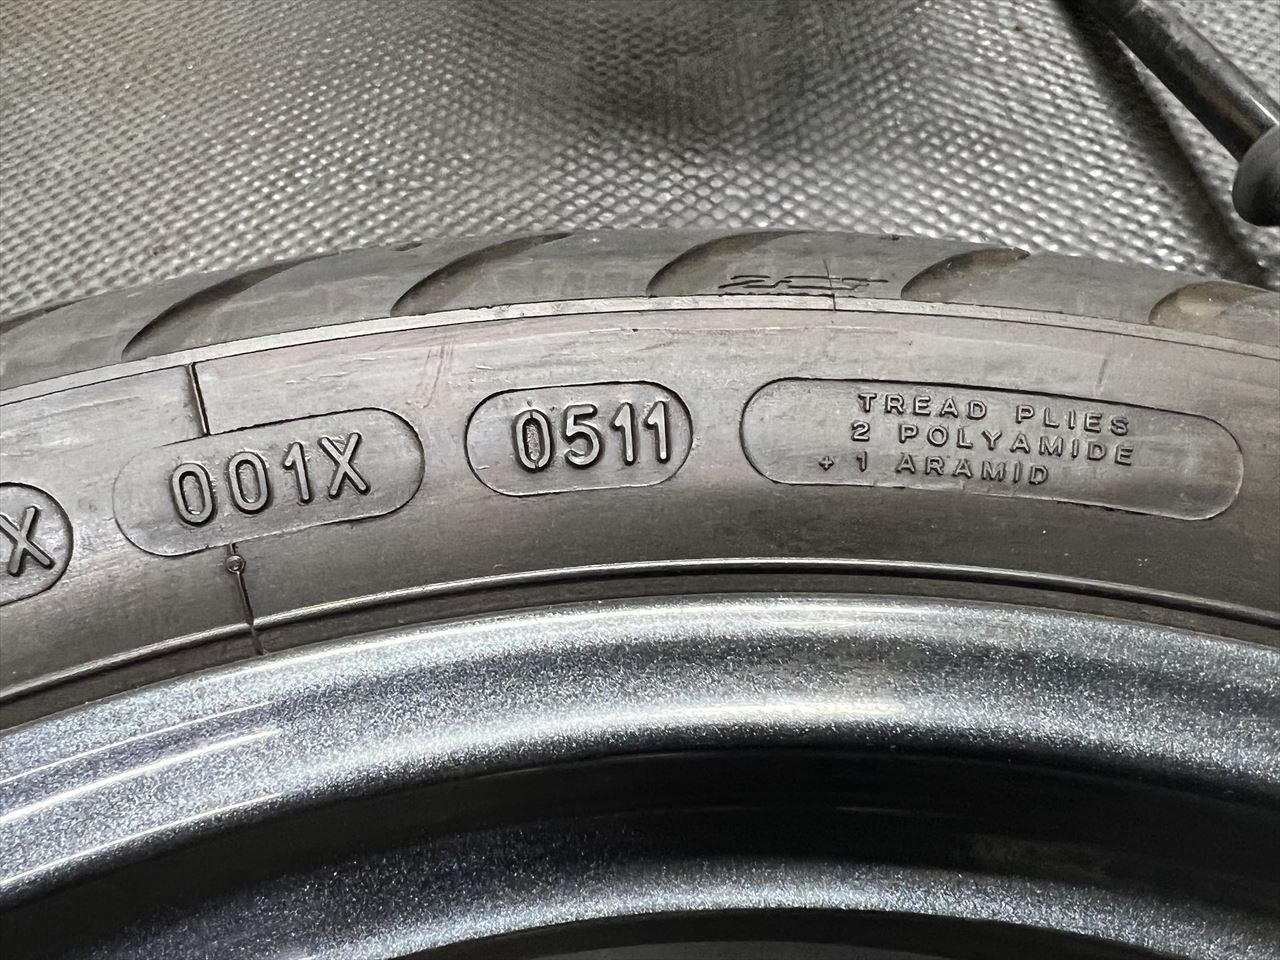 X
001X
0511
TREAD PLIES
2 POLYAMIDE
+ 1 ARAMID